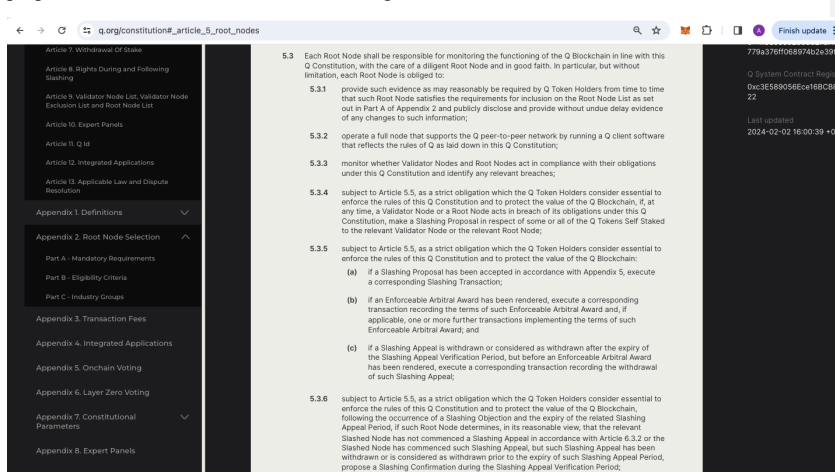 q.org/constitution#_article_5_root_nodes
A
Finish update
Article 7. Withdrawal Of Stake
Article 8. Rights During and Following
Slashing
Article 9. Validator Node List, Validator Node
Exclusion List and Root Node List
Article 10. Expert Panels
Article 11. Q Id
Article 12. Integrated Applications
Article 13. Applicable Law and Dispute
Resolution
Appendix 1. Definitions
Appendix 2. Root Node Selection
Part A - Mandatory Requirements
Part B - Eligibility Criteria
Part C - Industry Groups
Appendix 3. Transaction Fees
Appendix 4. Integrated Applications
Appendix 5. Onchain Voting
Appendix 6. Layer Zero Voting
Appendix 7. Constitutional
Parameters
Appendix 8. Expert Panels
5.3 Each Root Node shall be responsible for monitoring the functioning of the Q Blockchain in line with this
Q Constitution, with the care of a diligent Root Node and in good faith. In particular, but without
limitation, each Root Node is obliged to:
5.3.1 provide such evidence as may reasonably be required by Q Token Holders from time to time
that such Root Node satisfies the requirements for inclusion on the Root Node List as set
out in Part A of Appendix 2 and publicly disclose and provide without undue delay evidence
of any changes to such information;
5.3.2 operate a full node that supports the Q peer-to-peer network by running a Q client software
that reflects the rules of Q as laid down in this Q Constitution;
5.3.3 monitor whether Validator Nodes and Root Nodes act in compliance with their obligations
under this Q Constitution and identify any relevant breaches;
5.3.4 subject to Article 5.5, as a strict obligation which the Q Token Holders consider essential to
enforce the rules of this Q Constitution and to protect the value of the Q Blockchain, if, at
any time, a Validator Node or a Root Node acts in breach of its obligations under this Q
Constitution, make a Slashing Proposal in respect of some or all of the Q Tokens Self Staked
to the relevant Validator Node or the relevant Root Node;
5.3.5 subject to Article 5.5, as a strict obligation which the Q Token Holders consider essential to
enforce the rules of this Q Constitution and to protect the value of the Q Blockchain:
(a) if a Slashing Proposal has been accepted in accordance with Appendix 5, execute
a corresponding Slashing Transaction;
(b) if an Enforceable Arbitral Award has been rendered, execute a corresponding
transaction recording the terms of such Enforceable Arbitral Award and, if
applicable, one or more further transactions implementing the terms of such
Enforceable Arbitral Award; and
(c) if a Slashing Appeal is withdrawn or considered as withdrawn after the expiry of
the Slashing Appeal Verification Period, but before an Enforceable Arbitral Award
has been rendered, execute a corresponding transaction recording the withdrawal
of such Slashing Appeal;
5.3.6 subject to Article 5.5, as a strict obligation which the Q Token Holders consider essential to
enforce the rules of this Q Constitution and to protect the value of the Q Blockchain,
following the occurrence of a Slashing Objection and the expiry of the related Slashing
Appeal Period, if such Root Node determines, in its reasonable view, that the relevant
Slashed Node has not commenced a Slashing Appeal in accordance with Article 6.3.2 or the
Slashed Node has commenced such Slashing Appeal, but such Slashing Appeal has been
withdrawn or is considered as withdrawn prior to the expiry of such Slashing Appeal Period,
propose a Slashing Confirmation during the Slashing Appeal Verification Period;
779a376ff068974b2e39f
Q System Contract Regis
0xc3E589056Ece16BCB8
22
Last updated
2024-02-02 16:00:39 +0